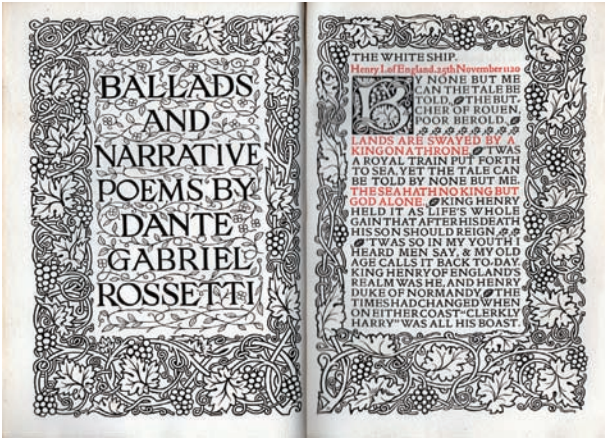 BALLADS
AND
NARRATIVE
POEMS BY
DANTE
GABRIEL
ROSSETTI
THE WHITE SHIP.
Henry I. of England. 25th November 1120
BY NONE BUT ME
CAN THE TALE BE
TOLD, THE BUT-
CHER OF ROUEN,
POOR BEROLD.
LANDS ARE SWAYED BY A
KING ON A THRONE. 'TWAS
A ROYAL TRAIN PUT FORTH
TO SEA, YET THE TALE CAN
BE TOLD BY NONE BUT ME.
THE SEA HATH NO KING BUT
GOD ALONE. KING HENRY
HELD IT AS LIFE'S WHOLE
GAIN THAT AFTER HIS DEATH
HIS SON SHOULD REIGN.
'TWAS SO IN MY YOUTH I
HEARD MEN SAY, & MY OLD
AGE CALLS IT BACK TO-DAY.
KING HENRY OF ENGLAND'S
REALM WAS HE, AND HENRY
DUKE OF NORMANDY. THE
TIMES HAD CHANGED WHEN
ON EITHER COAST "CLERKLY
HARRY" WAS ALL HIS BOAST.